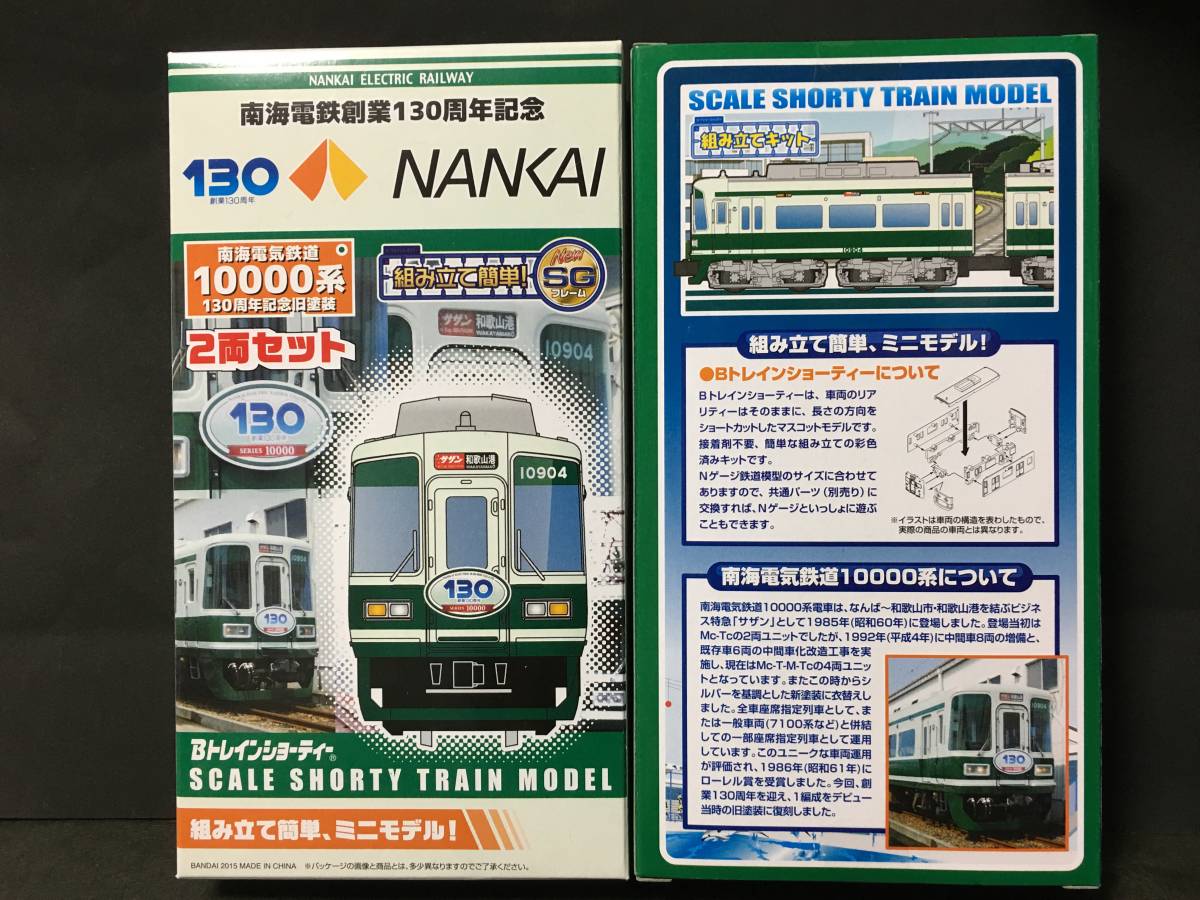 NANKAI ELECTRIC RAILWAY
南海電鉄創業130周年記念
130
創業130周年
NANKAI
南海電気鉄道
10000系
130周年記念旧塗装
2両セット
組み立て簡単!
New
SG
フレーム
サザン
和歌山港
WAKAYAMAKO
10904
130
創業130周年
SERIES 10000
サザン
和歌山港
10904
130
創業130周年
SERIES 10000
10904
130
Bトレインショーティー®
SCALE SHORTY TRAIN MODEL
組み立て簡単、ミニモデル!
BANDAI 2015 MADE IN CHINA ※パッケージの画像と商品とは、多少異なりますのでご了承ください。
SCALE SHORTY TRAIN MODEL
組み立てキット
10904
組み立て簡単、ミニモデル!
●Bトレインショーティーについて
Bトレインショーティーは、車両のリア
リティーはそのままに、長さの方向を
ショートカットしたマスコットモデルです。
接着剤不要、簡単な組み立ての彩色
済みキットです。
Nゲージ鉄道模型のサイズに合わせて
ありますので、共通パーツ(別売り)に
交換すれば、Nゲージといっしょに遊ぶ
こともできます。
※イラストは車両の構造を表わしたもので、
実際の商品の車両とは異なります。
南海電気鉄道10000系について
南海電気鉄道10000系電車は、なんば〜和歌山市・和歌山港を結ぶビジネ
ス特急「サザン」として1985年(昭和60年)に登場しました。登場当初は
Mc-Tcの2両ユニットでしたが、1992年(平成4年)に中間車8両の増備と、
既存車6両の中間車化改造工事を実
施し、現在はMc-T-M-Tcの4両ユニッ
トとなっています。またこの時からシ
ルバーを基調とした新塗装に衣替えし
ました。全車座席指定列車として、ま
たは一般車両(7100系など)と併結
しての一部座席指定列車として運用
しています。このユニークな車両運用
が評価され、1986年(昭和61年)に
ローレル賞を受賞しました。今回、創
業130周年を迎え、1編成をデビュー
当時の旧塗装に復刻しました。
10904
130